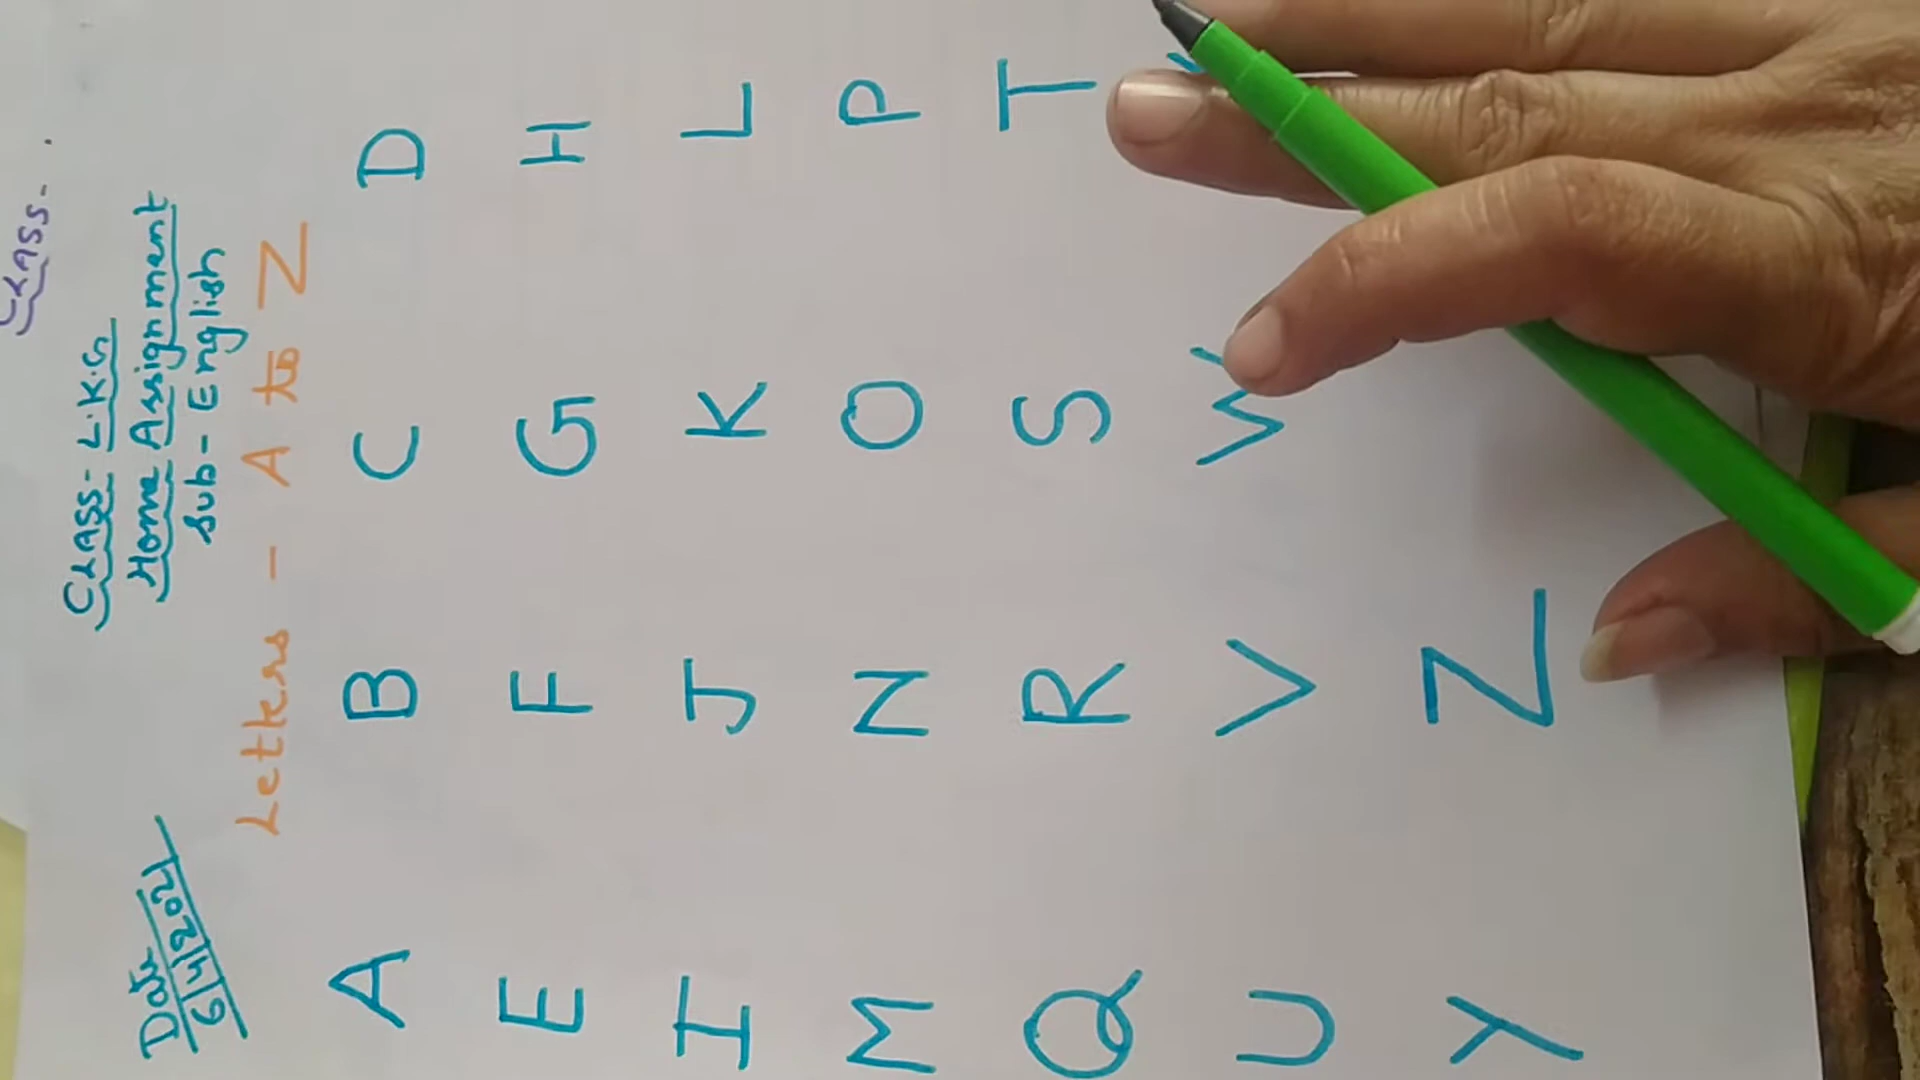 CLASS-
CLASS- L.K.G
Home Assignment
Sub- English
Date
6/4/2021
Letters - A to Z
A B C D
E F G H
I J K L
M N O P
Q R S T
U V W
Y Z